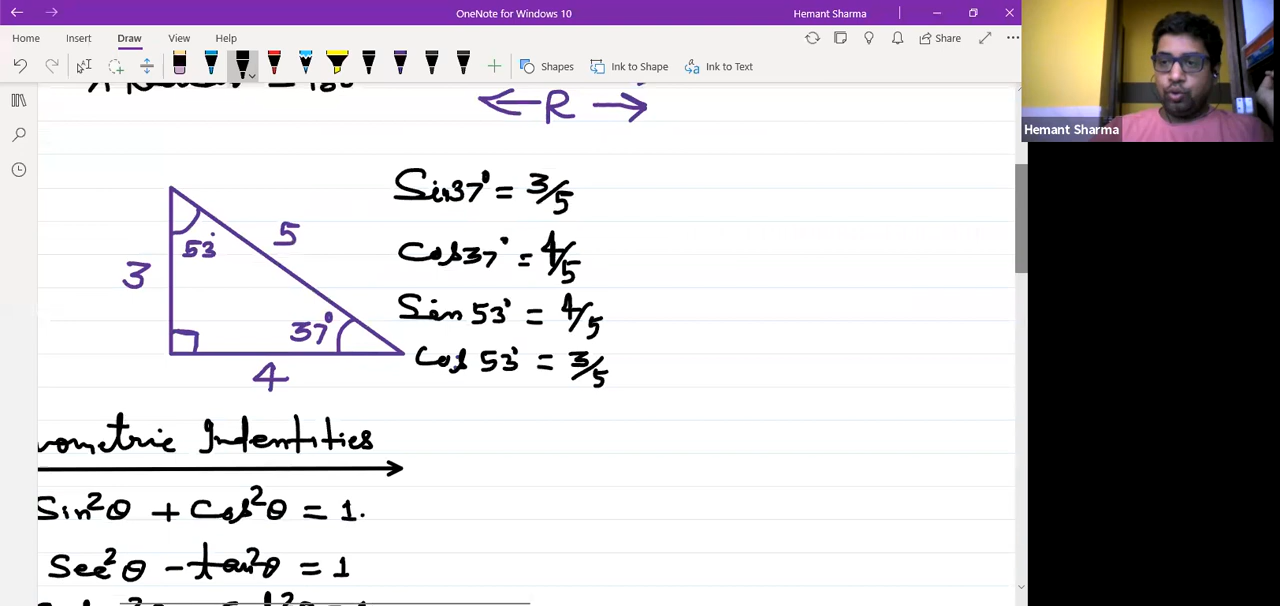 OneNote for Windows 10
Hemant Sharma
Home Insert Draw View Help
Share
Shapes Ink to Shape Ink to Text
Hemant Sharma
= 180
← R →
Sin37° = 3/5
Cos37° = 4/5
Sin 53° = 4/5
Cos 53° = 3/5
53°
5
3
37°
4
ometric Indentities
Sin²θ + Cos²θ = 1.
Sec²θ - tan²θ = 1